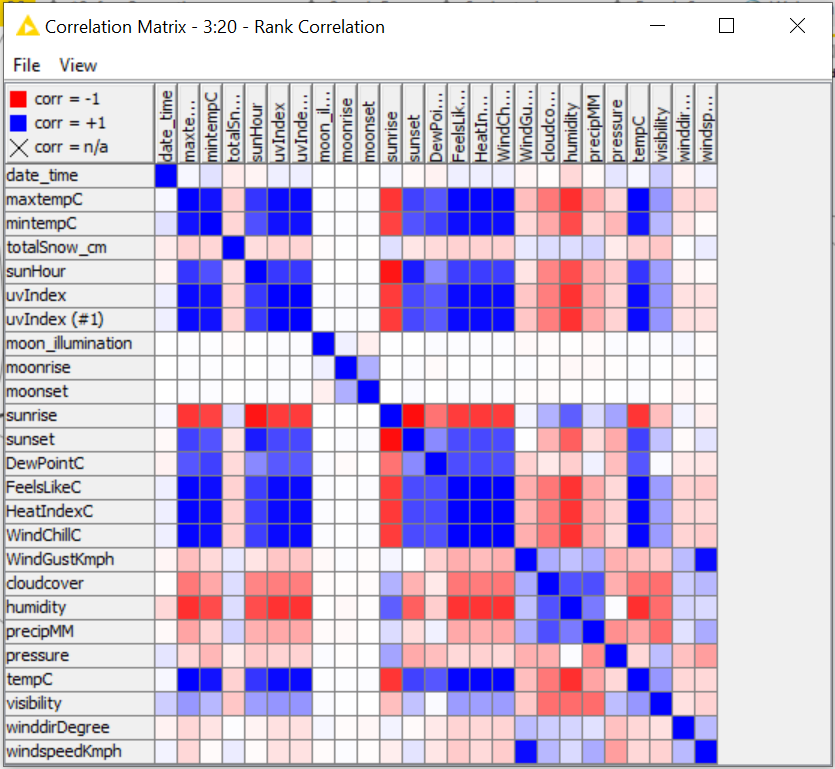 Correlation Matrix - 3:20 - Rank Correlation
File View
corr = -1
corr = +1
corr = n/a
date_time
maxte...
mintempC
totalSn...
sunHour
uvIndex
uvInde...
moon_il...
moonrise
moonset
sunrise
sunset
DewPoi...
FeelsLik...
HeatIn...
WindCh...
WindGu...
cloudco...
humidity
precipMM
pressure
tempC
visibility
winddir...
windsp...
date_time
maxtempC
mintempC
totalSnow_cm
sunHour
uvIndex
uvIndex (#1)
moon_illumination
moonrise
moonset
sunrise
sunset
DewPointC
FeelsLikeC
HeatIndexC
WindChillC
WindGustKmph
cloudcover
humidity
precipMM
pressure
tempC
visibility
winddirDegree
windspeedKmph